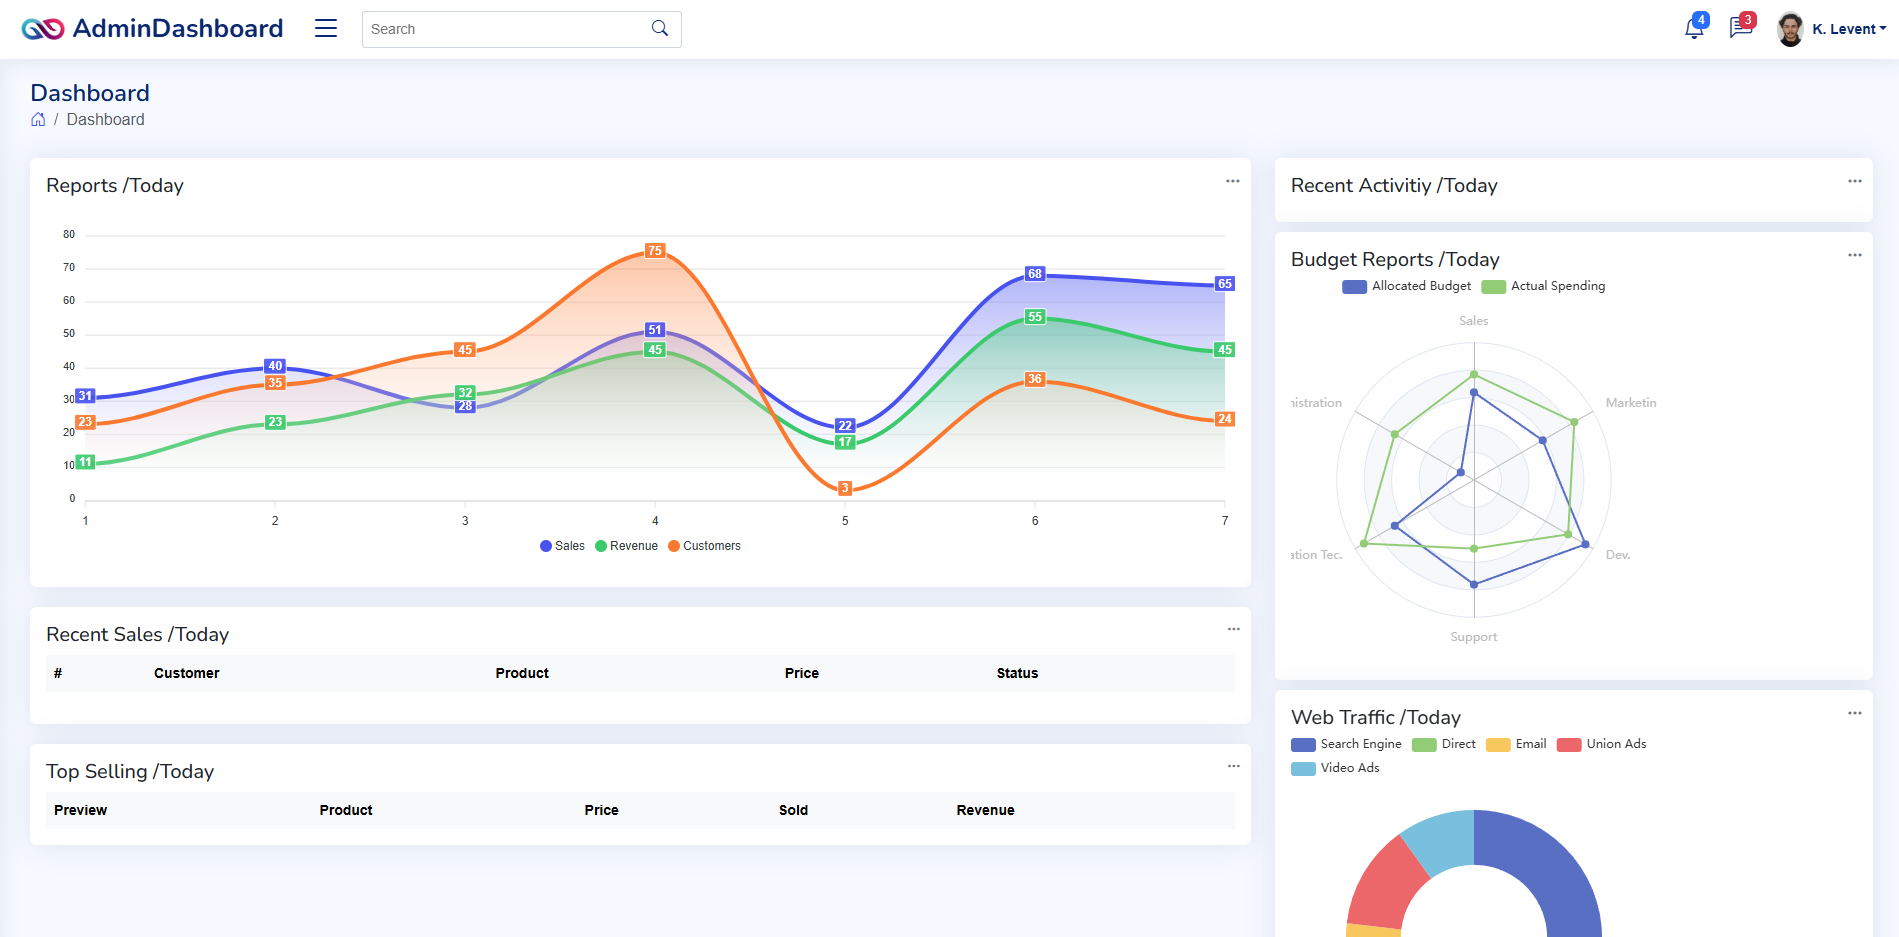 AdminDashboard
Search
4
3
K. Levent
Dashboard
/ Dashboard
Reports /Today
80
70
60
50
40
30
20
10
0
31
40
28
51
22
68
65
11
23
32
45
17
55
45
23
35
45
75
3
36
24
1 2 3 4 5 6 7
Sales Revenue Customers
Recent Sales /Today
# Customer Product Price Status
Top Selling /Today
Preview Product Price Sold Revenue
Recent Activitiy /Today
Budget Reports /Today
Allocated Budget Actual Spending
Sales
nistration Marketin
ation Tec. Dev.
Support
Web Traffic /Today
Search Engine Direct Email Union Ads
Video Ads